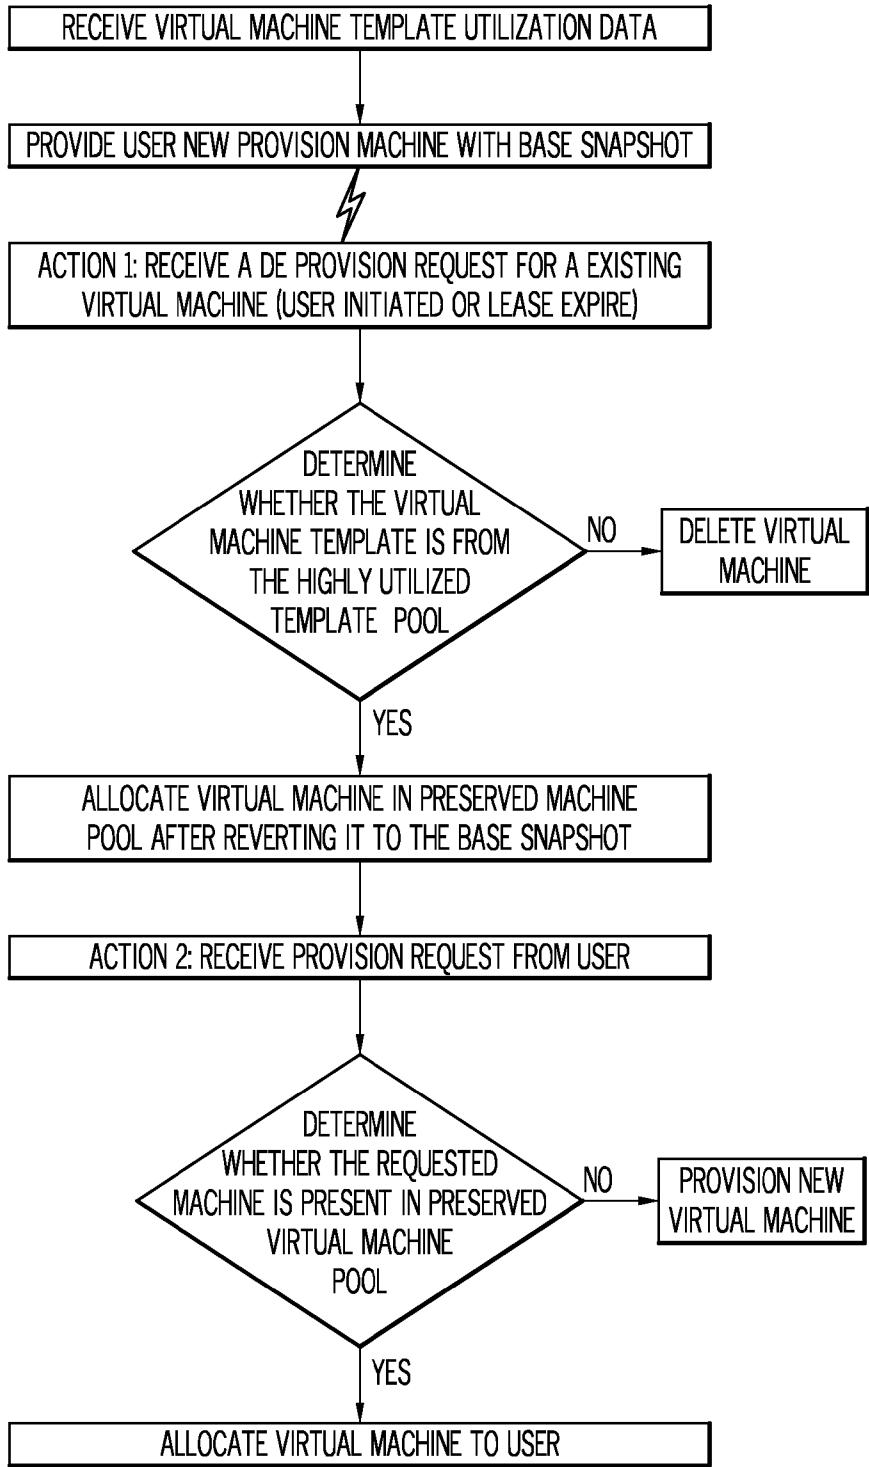 RECEIVE VIRTUAL MACHINE TEMPLATE UTILIZATION DATA
PROVIDE USER NEW PROVISION MACHINE WITH BASE SNAPSHOT
ACTION 1: RECEIVE A DE PROVISION REQUEST FOR A EXISTING
VIRTUAL MACHINE (USER INITIATED OR LEASE EXPIRE)
DETERMINE
WHETHER THE VIRTUAL
MACHINE TEMPLATE IS FROM
THE HIGHLY UTILIZED
TEMPLATE POOL
NO
DELETE VIRTUAL
MACHINE
YES
ALLOCATE VIRTUAL MACHINE IN PRESERVED MACHINE
POOL AFTER REVERTING IT TO THE BASE SNAPSHOT
ACTION 2: RECEIVE PROVISION REQUEST FROM USER
DETERMINE
WHETHER THE REQUESTED
MACHINE IS PRESENT IN PRESERVED
VIRTUAL MACHINE
POOL
NO
PROVISION NEW
VIRTUAL MACHINE
YES
ALLOCATE VIRTUAL MACHINE TO USER